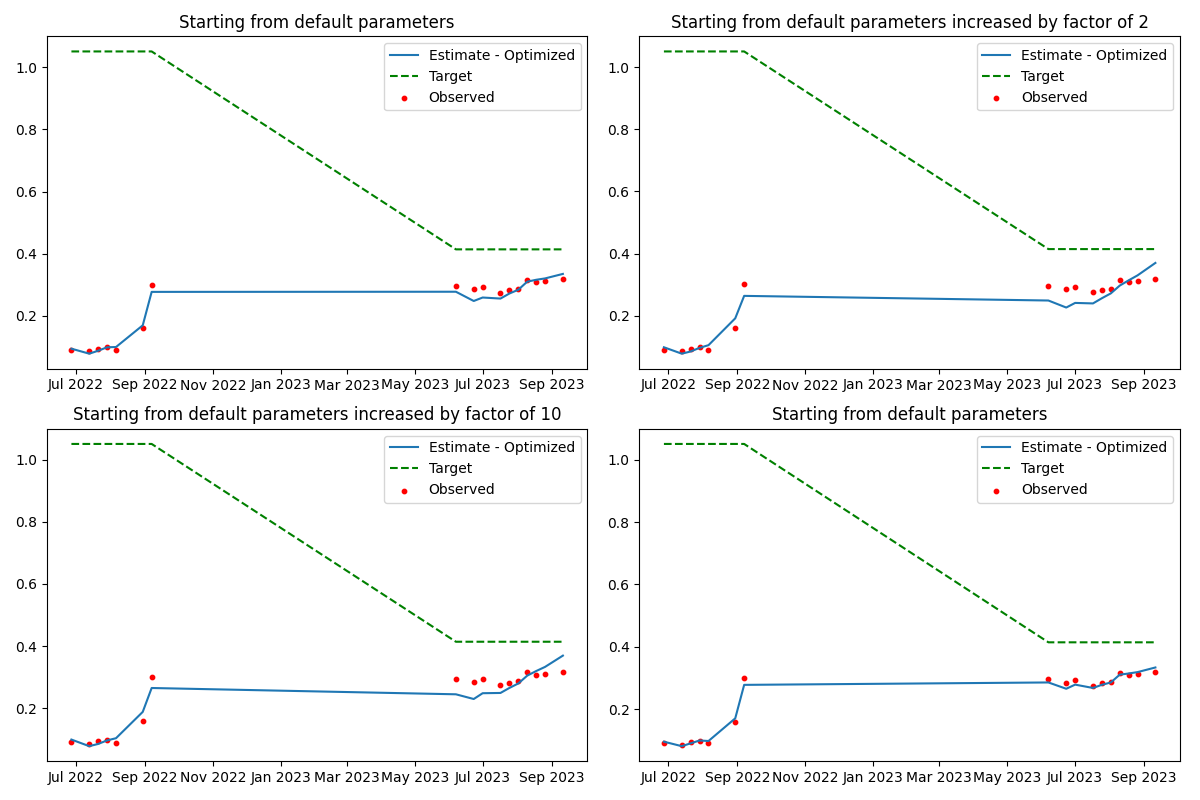 Starting from default parameters
1.0
0.8
0.6
0.4
0.2
Estimate - Optimized
Target
Observed
Jul 2022 Sep 2022 Nov 2022 Jan 2023 Mar 2023 May 2023 Jul 2023 Sep 2023
Starting from default parameters increased by factor of 2
1.0
0.8
0.6
0.4
0.2
Estimate - Optimized
Target
Observed
Jul 2022 Sep 2022 Nov 2022 Jan 2023 Mar 2023 May 2023 Jul 2023 Sep 2023
Starting from default parameters increased by factor of 10
1.0
0.8
0.6
0.4
0.2
Estimate - Optimized
Target
Observed
Jul 2022 Sep 2022 Nov 2022 Jan 2023 Mar 2023 May 2023 Jul 2023 Sep 2023
Starting from default parameters
1.0
0.8
0.6
0.4
0.2
Estimate - Optimized
Target
Observed
Jul 2022 Sep 2022 Nov 2022 Jan 2023 Mar 2023 May 2023 Jul 2023 Sep 2023